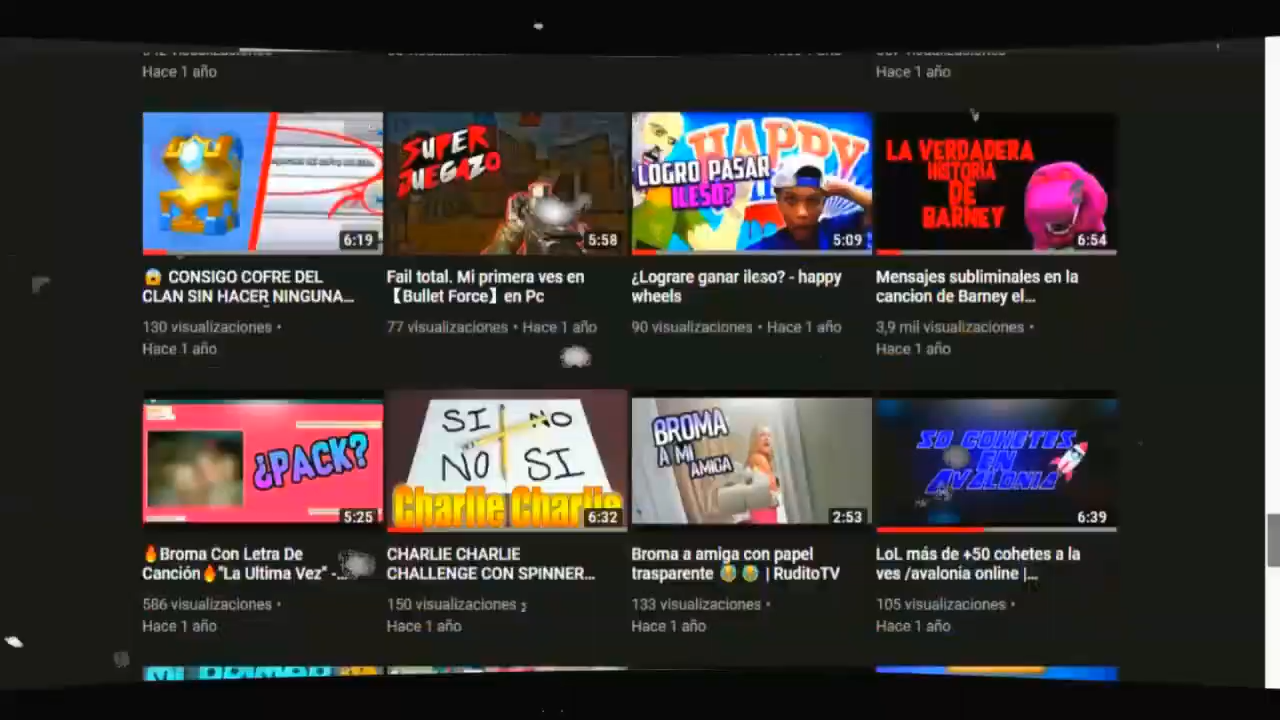 Hace 1 año
Hace 1 año
SUPER
JUEGAZO
HAPPY
LOGRO PASAR
ILESO?
LA VERDADERA
HISTORIA
DE
BARNEY
6:19
5:58
5:09
6:54
😱 CONSIGO COFRE DEL
CLAN SIN HACER NINGUNA...
130 visualizaciones •
Hace 1 año
Fail total. Mi primera ves en
【Bullet Force】en Pc
77 visualizaciones • Hace 1 año
¿Lograre ganar ileso? - happy
wheels
90 visualizaciones • Hace 1 año
Mensajes subliminales en la
cancion de Barney el...
3,9 mil visualizaciones •
Hace 1 año
¿PACK?
5:25
SI NO
NO SI
Charlie Charlie
6:32
BROMA
A MI
AMIGA
2:53
50 COHETES
EN
AVALONIA
6:39
🔥Broma Con Letra De
Canción🔥"La Ultima Vez" -...
586 visualizaciones •
Hace 1 año
CHARLIE CHARLIE
CHALLENGE CON SPINNER...
150 visualizaciones
Hace 1 año
Broma a amiga con papel
trasparente 😭 😭 | RuditoTV
133 visualizaciones •
Hace 1 año
LoL más de +50 cohetes a la
ves /avalonia online |...
105 visualizaciones •
Hace 1 año